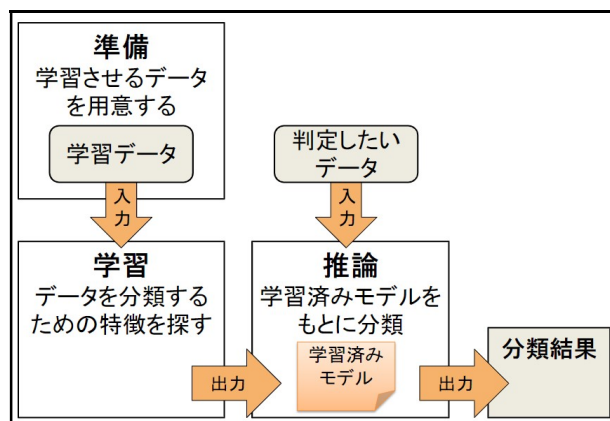 準備
学習させるデータ
を用意する
学習データ
入力
学習
データを分類する
ための特徴を探す
出力
判定したい
データ
入力
推論
学習済みモデルを
もとに分類
学習済み
モデル
出力
分類結果